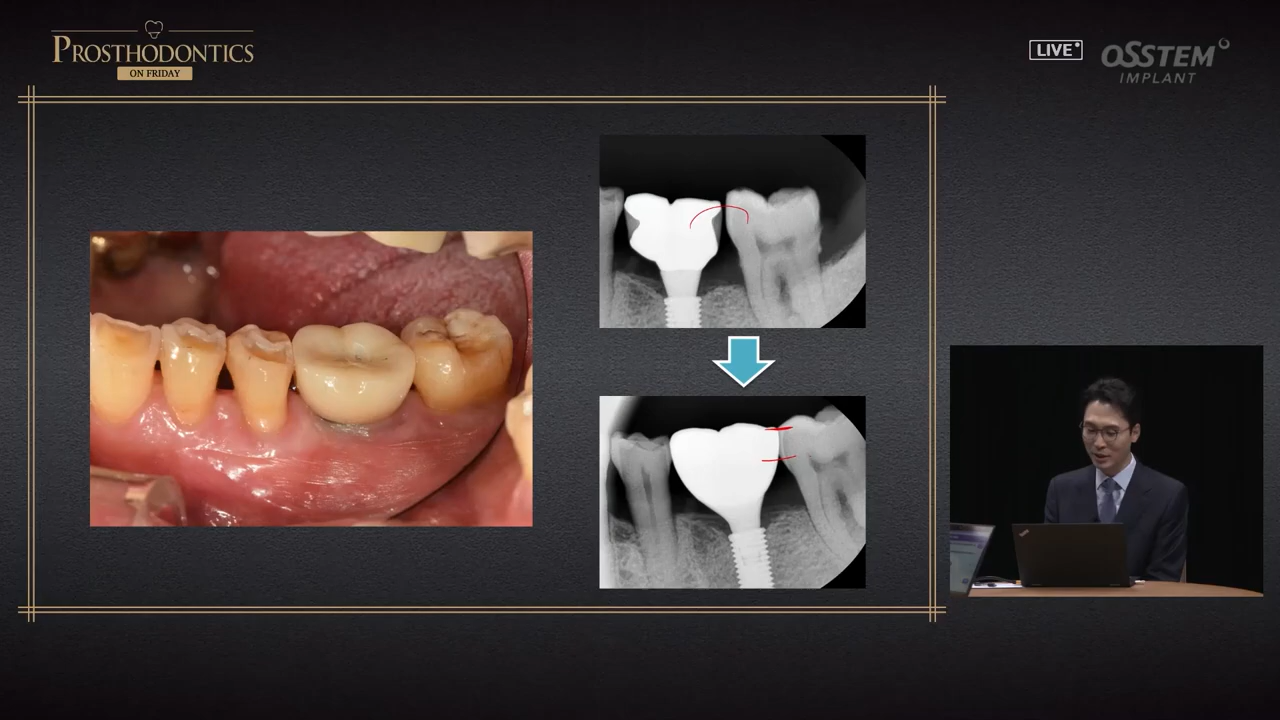 PROSTHODONTICS
ON FRIDAY
LIVE
OSSTEM
IMPLANT